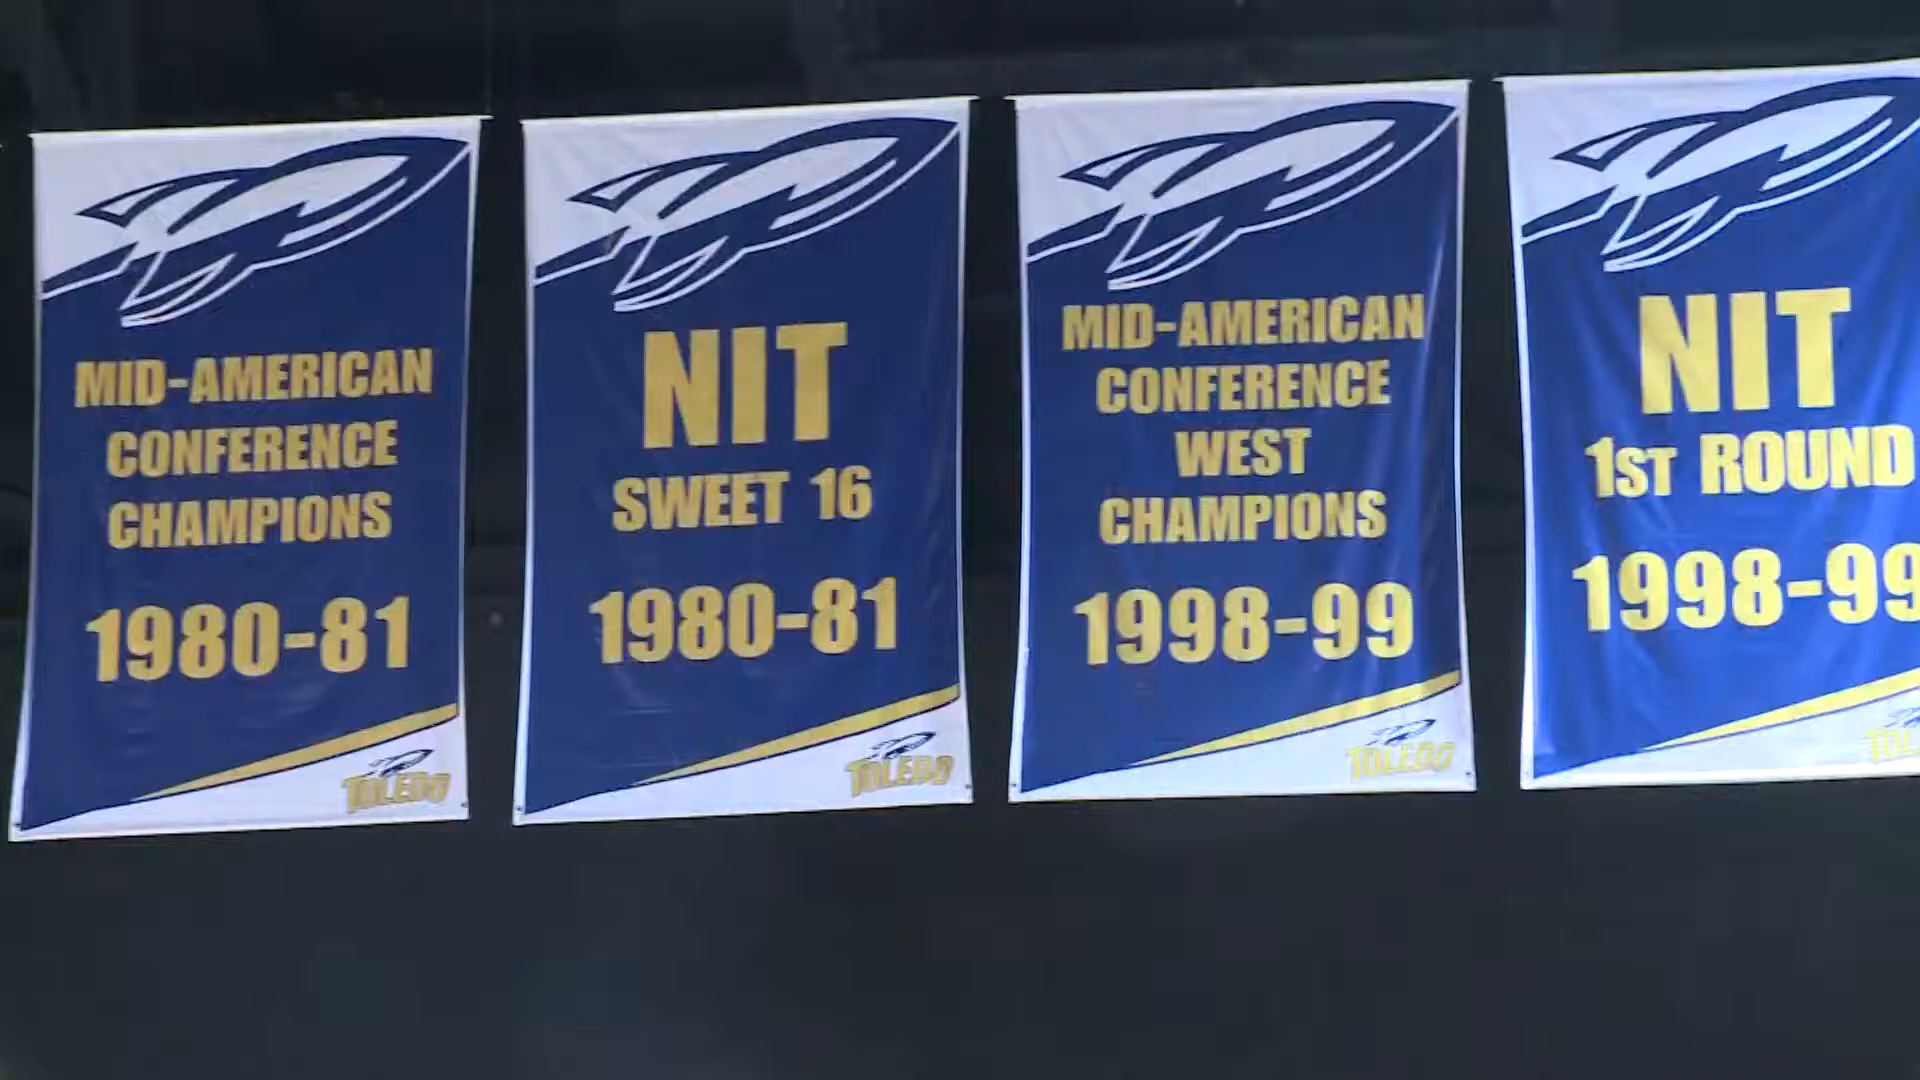 MID-AMERICAN
CONFERENCE
CHAMPIONS
1980-81
TOLEDO
NIT
SWEET 16
1980-81
TOLEDO
MID-AMERICAN
CONFERENCE
WEST
CHAMPIONS
1998-99
TOLEDO
NIT
1ST ROUND
1998-99